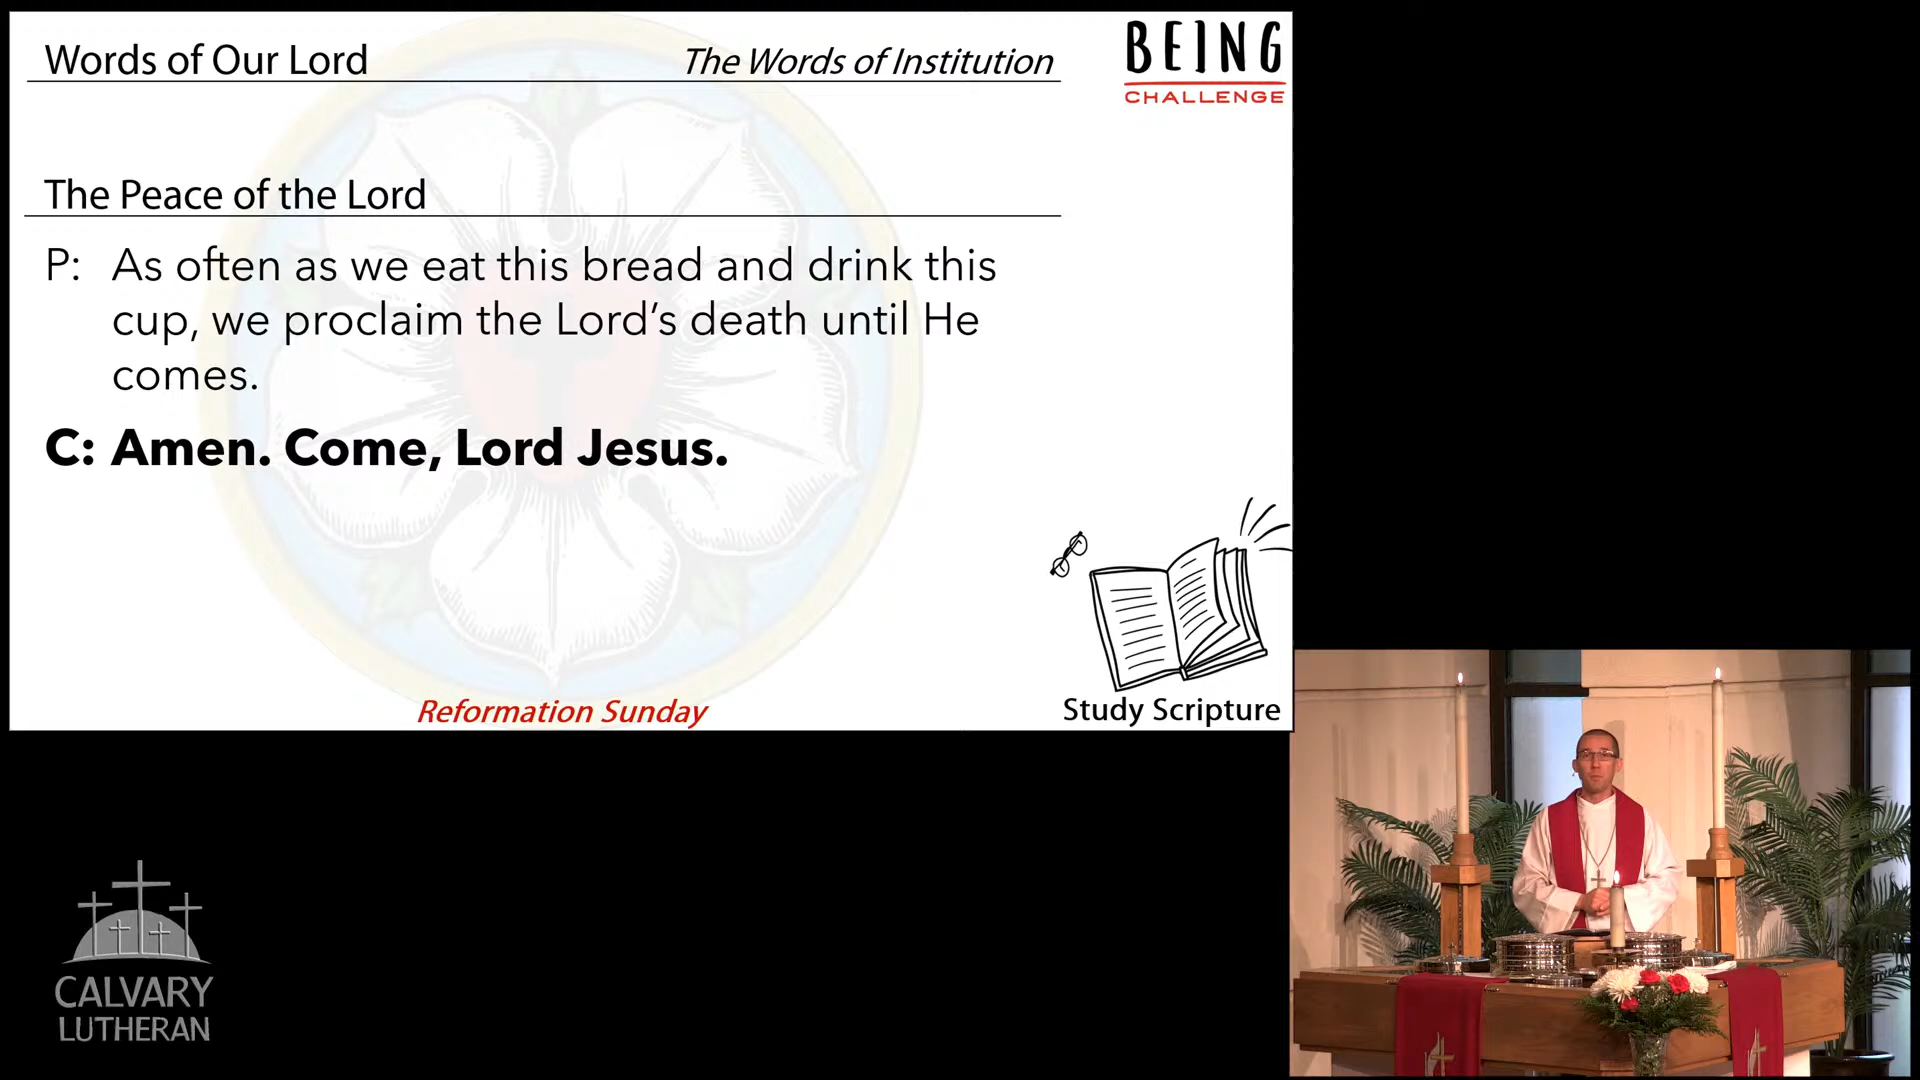 Words of Our Lord
The Words of Institution
BEING
CHALLENGE
The Peace of the Lord
P: As often as we eat this bread and drink this
cup, we proclaim the Lord’s death until He
comes.
C: Amen. Come, Lord Jesus.
Reformation Sunday
Study Scripture
CALVARY
LUTHERAN